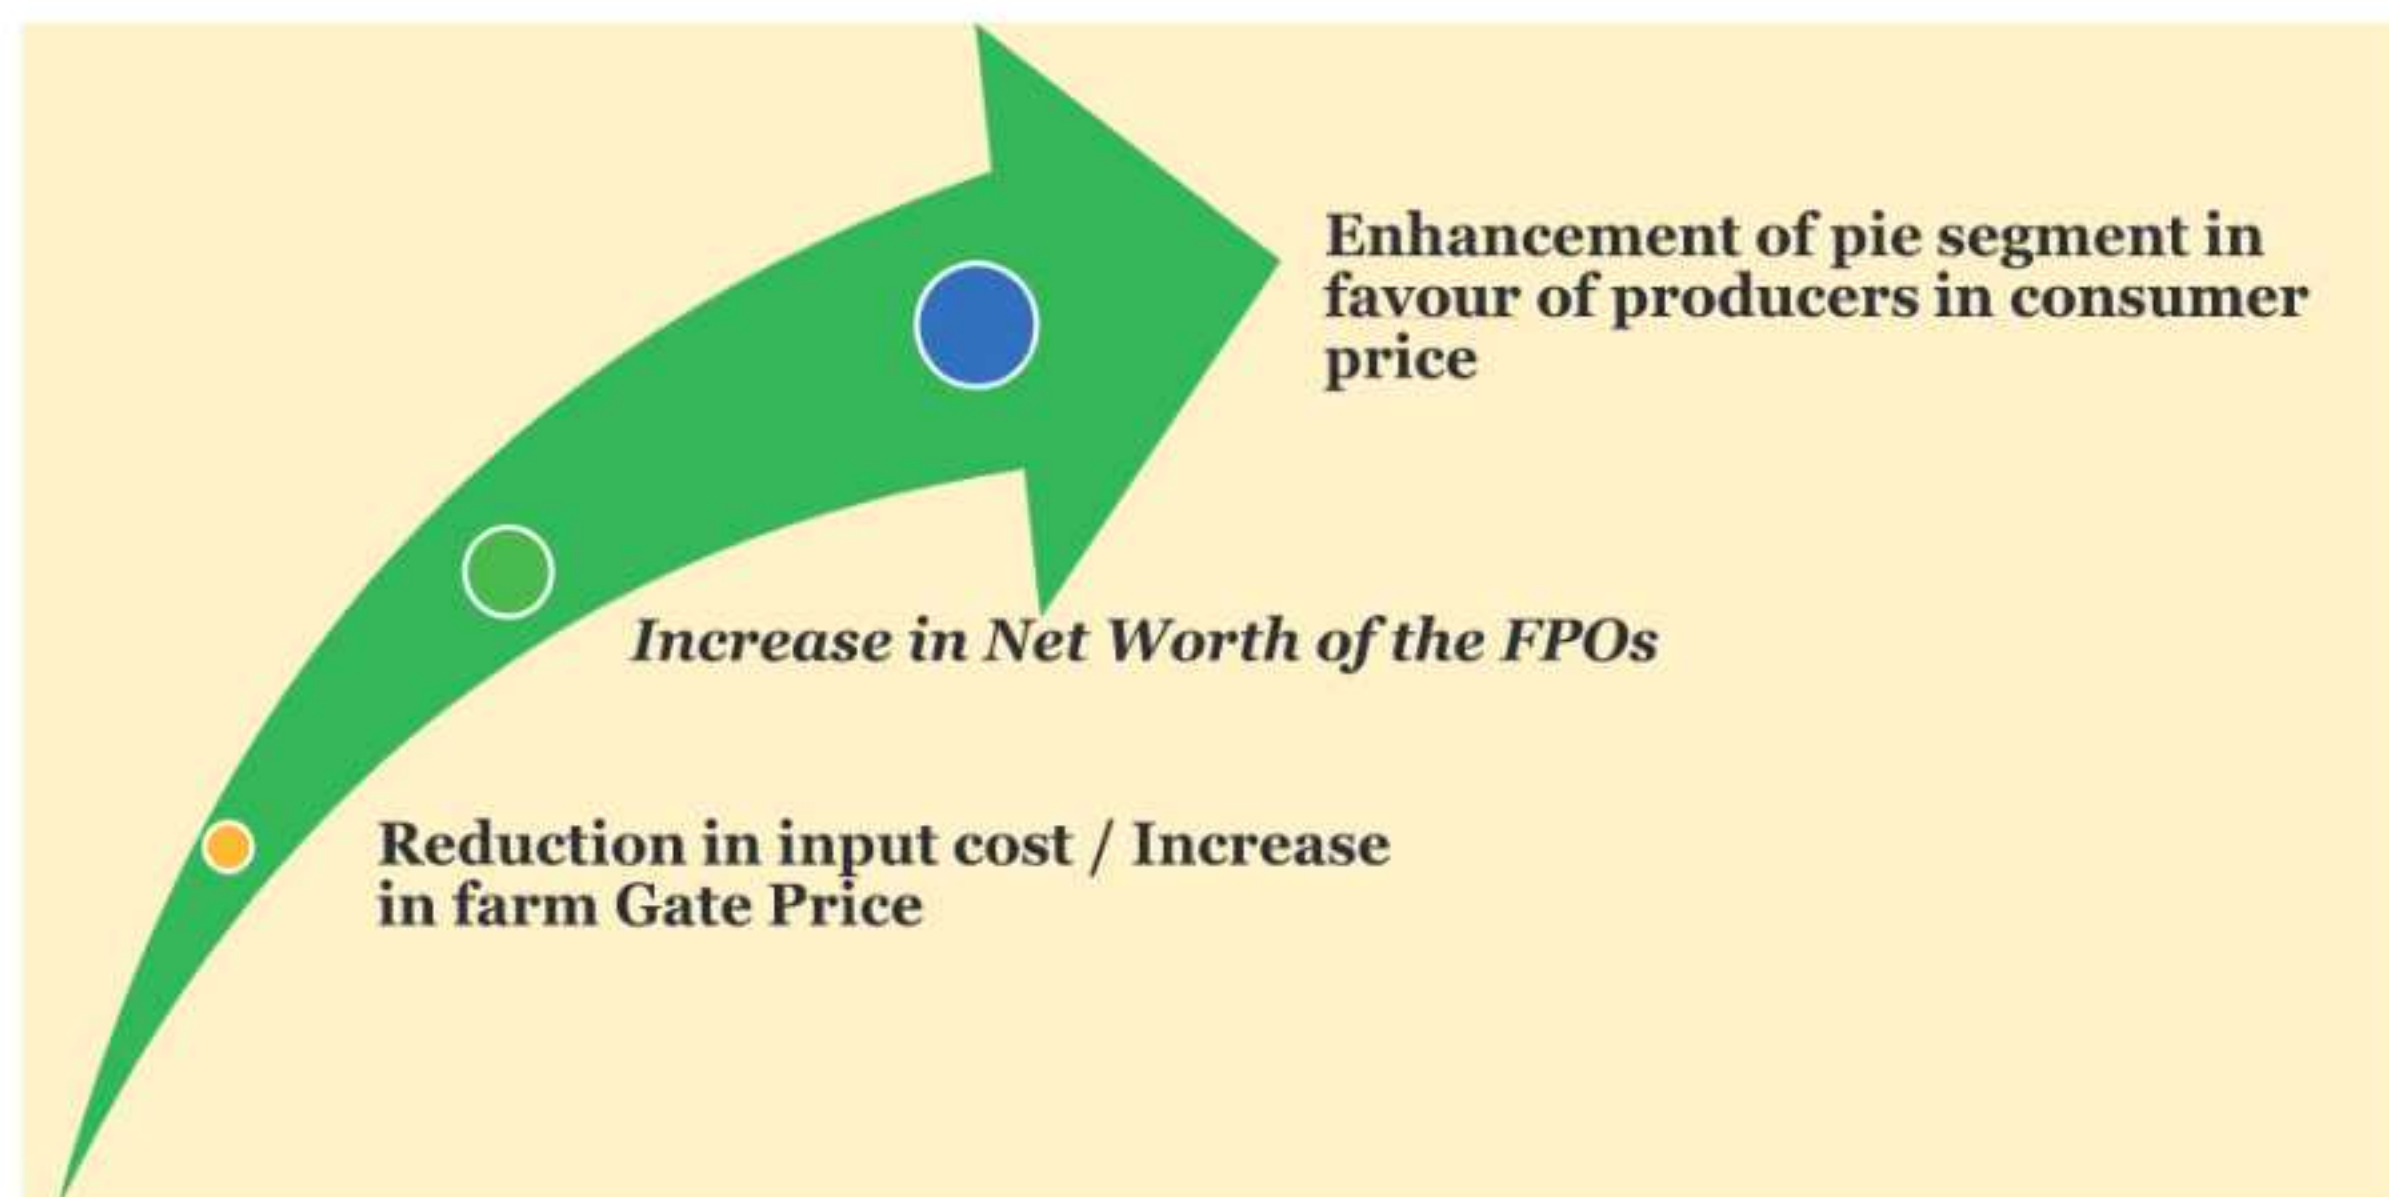 Enhancement of pie segment in
favour of producers in consumer
price
Increase in Net Worth of the FPOs
Reduction in input cost / Increase
in farm Gate Price